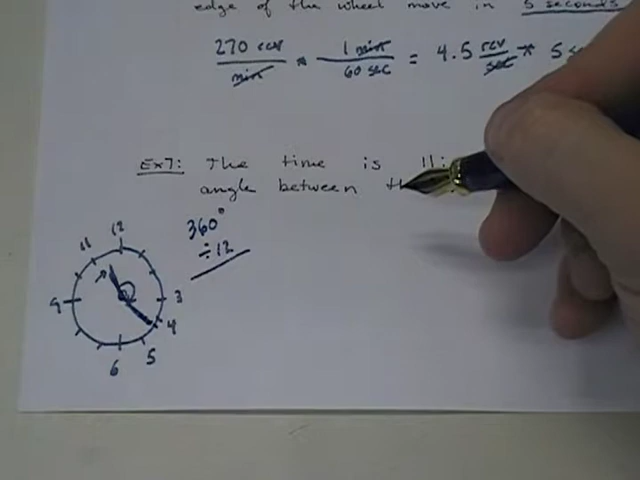 edge of the wheel move in 5 seconds
270 rev / min * 1 min / 60 sec = 4.5 rev / sec * 5
Ex7: The time is 11:
angle between
360°
÷ 12
12
11
9
3
4
5
6